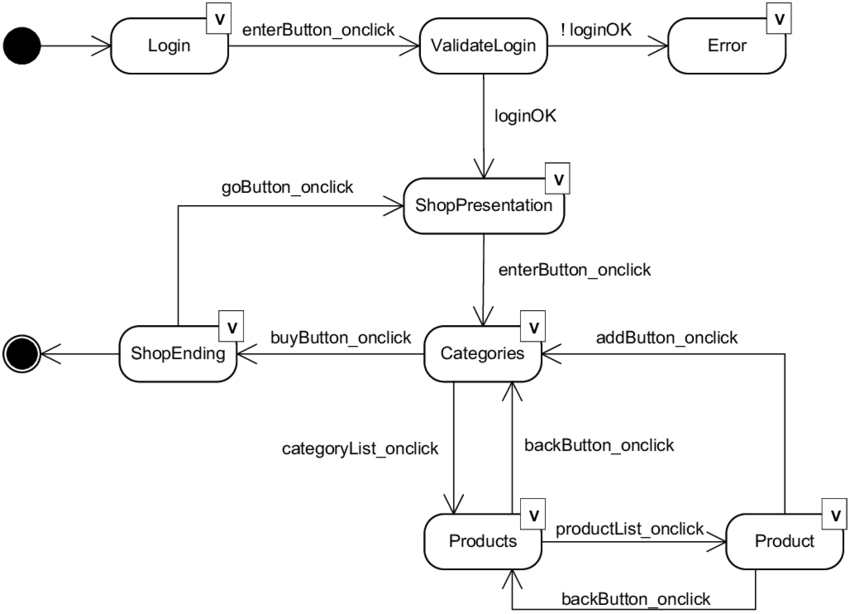 V
V
Login
enterButton_onclick
ValidateLogin
! loginOK
Error
loginOK
V
goButton_onclick
ShopPresentation
enterButton_onclick
V
V
buyButton_onclick
addButton_onclick
ShopEnding
Categories
categoryList_onclick
backButton_onclick
V
V
productList_onclick
Products
Product
backButton_onclick